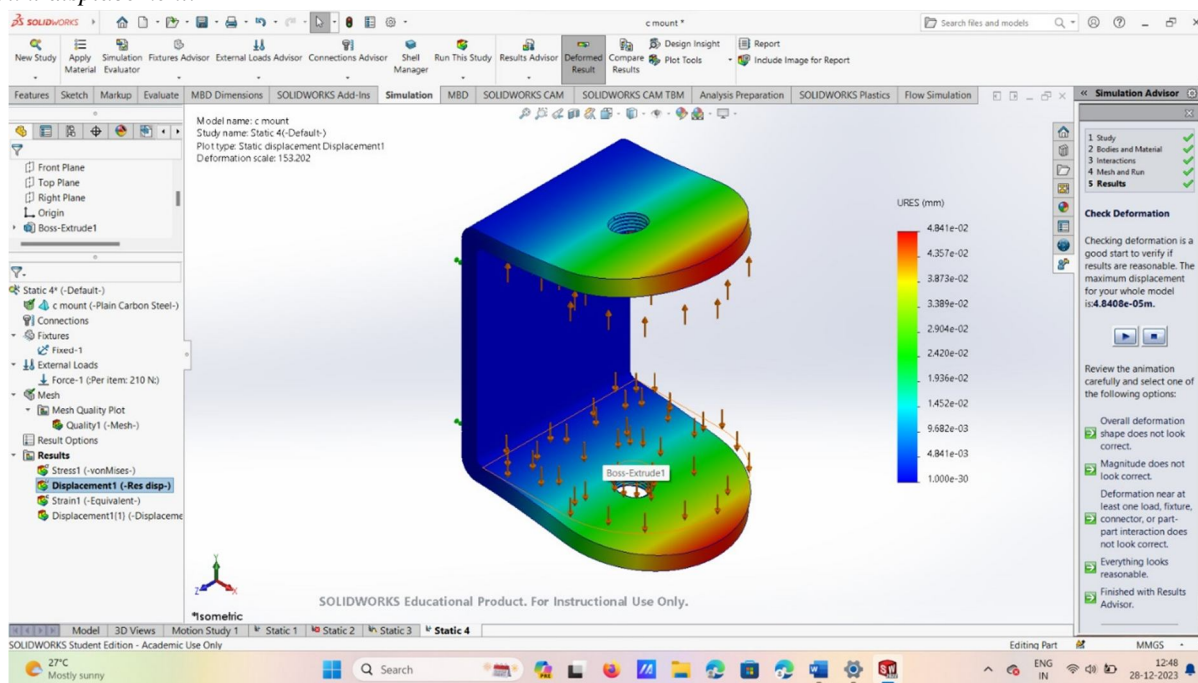 SOLIDWORKS
c mount *
Search files and models
New Study
Apply Material
Simulation Evaluator
Fixtures Advisor
External Loads Advisor
Connections Advisor
Shell Manager
Run This Study
Results Advisor
Deformed Result
Compare Results
Design Insight
Plot Tools
Report
Include Image for Report
Features Sketch Markup Evaluate MBD Dimensions SOLIDWORKS Add-Ins Simulation MBD SOLIDWORKS CAM SOLIDWORKS CAM TBM Analysis Preparation SOLIDWORKS Plastics Flow Simulation
Front Plane
Top Plane
Right Plane
Origin
Boss-Extrude1
Static 4* (-Default-)
c mount (-Plain Carbon Steel-)
Connections
Fixtures
Fixed-1
External Loads
Force-1 (:Per item: 210 N:)
Mesh
Mesh Quality Plot
Quality1 (-Mesh-)
Result Options
Results
Stress1 (-vonMises-)
Displacement1 (-Res disp-)
Strain1 (-Equivalent-)
Displacement1{1} (-Displaceme
Model name: c mount
Study name: Static 4(-Default-)
Plot type: Static displacement Displacement1
Deformation scale: 153.202
Boss-Extrude1
URES (mm)
4.841e-02
4.357e-02
3.873e-02
3.389e-02
2.904e-02
2.420e-02
1.936e-02
1.452e-02
9.682e-03
4.841e-03
1.000e-30
Y
Z
X
*Isometric
SOLIDWORKS Educational Product. For Instructional Use Only.
Simulation Advisor
1 Study
2 Bodies and Material
3 Interactions
4 Mesh and Run
5 Results
Check Deformation
Checking deformation is a
good start to verify if
results are reasonable. The
maximum displacement
for your whole model
is:4.8408e-05m.
Review the animation
carefully and select one of
the following options:
Overall deformation
shape does not look
correct.
Magnitude does not
look correct.
Deformation near at
least one load, fixture,
connector, or part-
part interaction does
not look correct.
Everything looks
reasonable.
Finished with Results
Advisor.
Model 3D Views Motion Study 1 Static 1 Static 2 Static 3 Static 4
SOLIDWORKS Student Edition - Academic Use Only
Editing Part
MMGS
27°C
Mostly sunny
Search
ENG
IN
12:48
28-12-2023